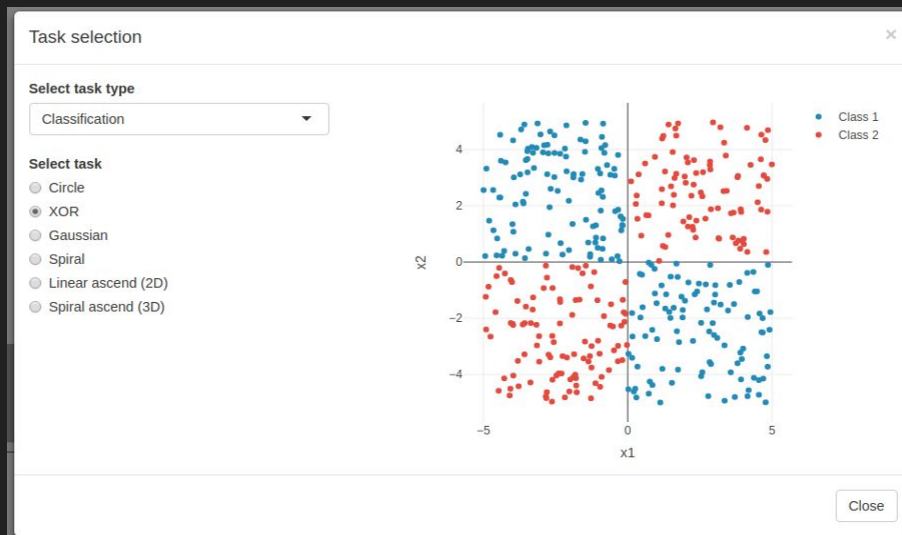 Task selection
×
Select task type
Classification
Select task
Circle
XOR
Gaussian
Spiral
Linear ascend (2D)
Spiral ascend (3D)
Class 1
Class 2
4
2
0
−2
−4
x2
−5 0 5
x1
Close